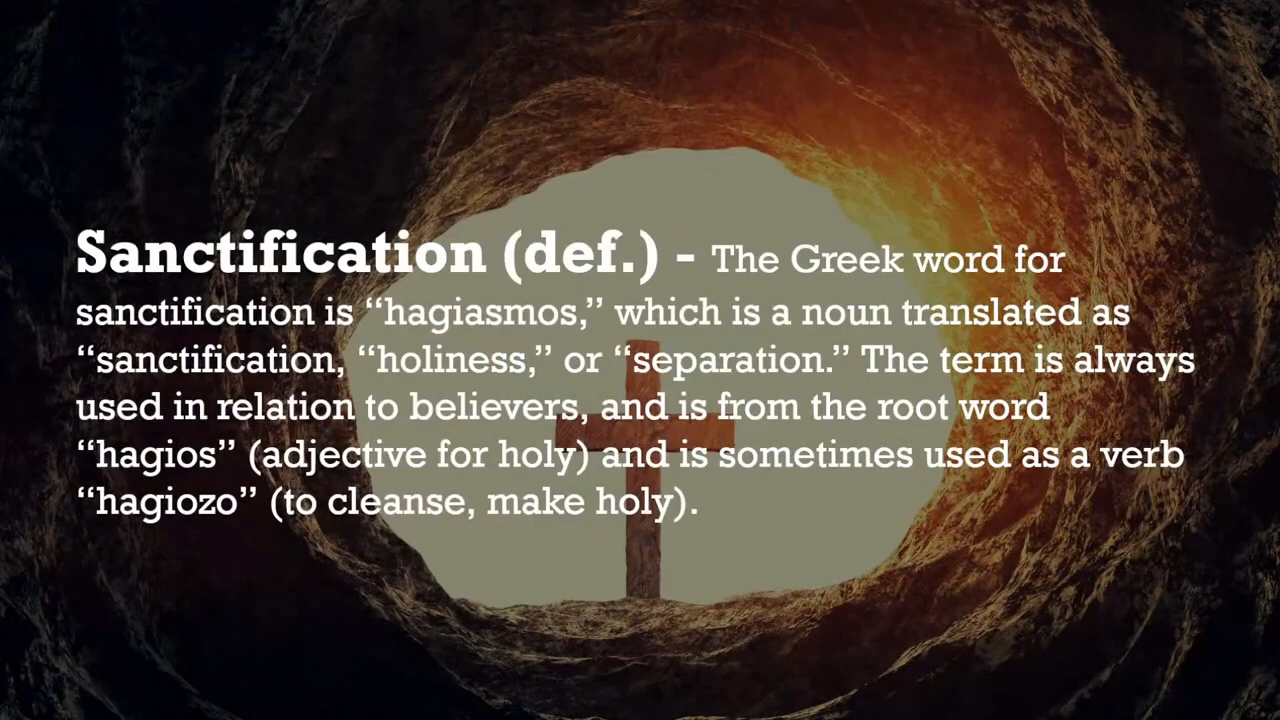 Sanctification (def.) - The Greek word for
sanctification is “hagiasmos,” which is a noun translated as
“sanctification, “holiness,” or “separation.” The term is always
used in relation to believers, and is from the root word
“hagios” (adjective for holy) and is sometimes used as a verb
“hagiozo” (to cleanse, make holy).